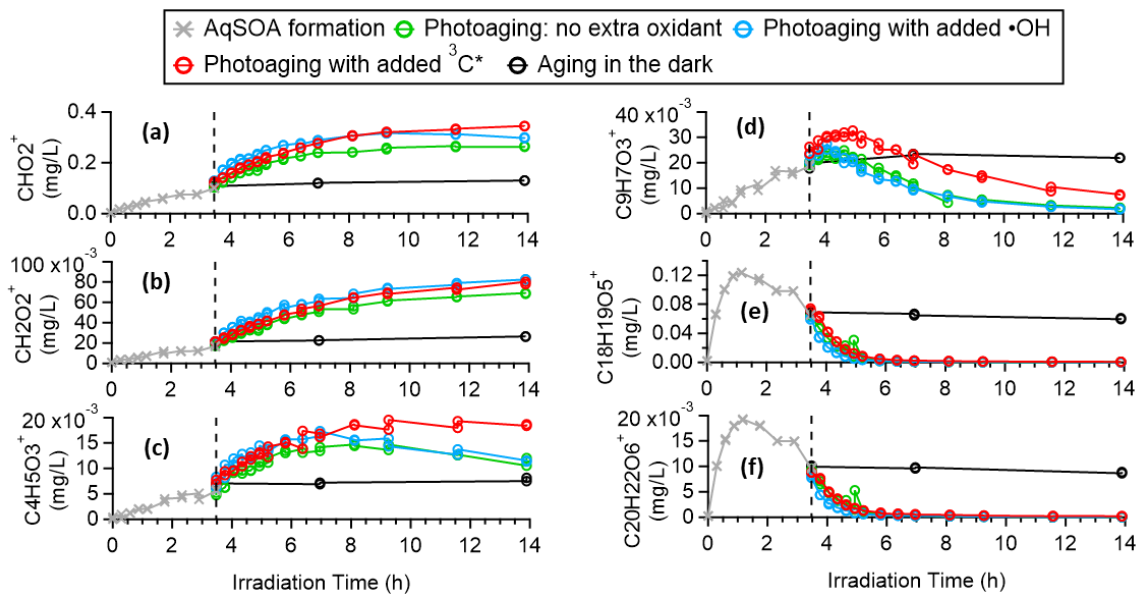 AqSOA formation Photoaging: no extra oxidant Photoaging with added •OH
Photoaging with added ³C* Aging in the dark
(a)
CHO2⁺
(mg/L)
0.4
0.2
0.0
0 2 4 6 8 10 12 14
(b)
CH2O2⁺
(mg/L)
100 x10⁻³
80
60
40
20
0
0 2 4 6 8 10 12 14
(c)
C4H5O3⁺
(mg/L)
20 x10⁻³
15
10
5
0
0 2 4 6 8 10 12 14
Irradiation Time (h)
(d)
C9H7O3⁺
(mg/L)
40 x10⁻³
30
20
10
0
0 2 4 6 8 10 12 14
(e)
C18H19O5⁺
(mg/L)
0.12
0.08
0.04
0.00
0 2 4 6 8 10 12 14
(f)
C20H22O6⁺
(mg/L)
20 x10⁻³
15
10
5
0
0 2 4 6 8 10 12 14
Irradiation Time (h)